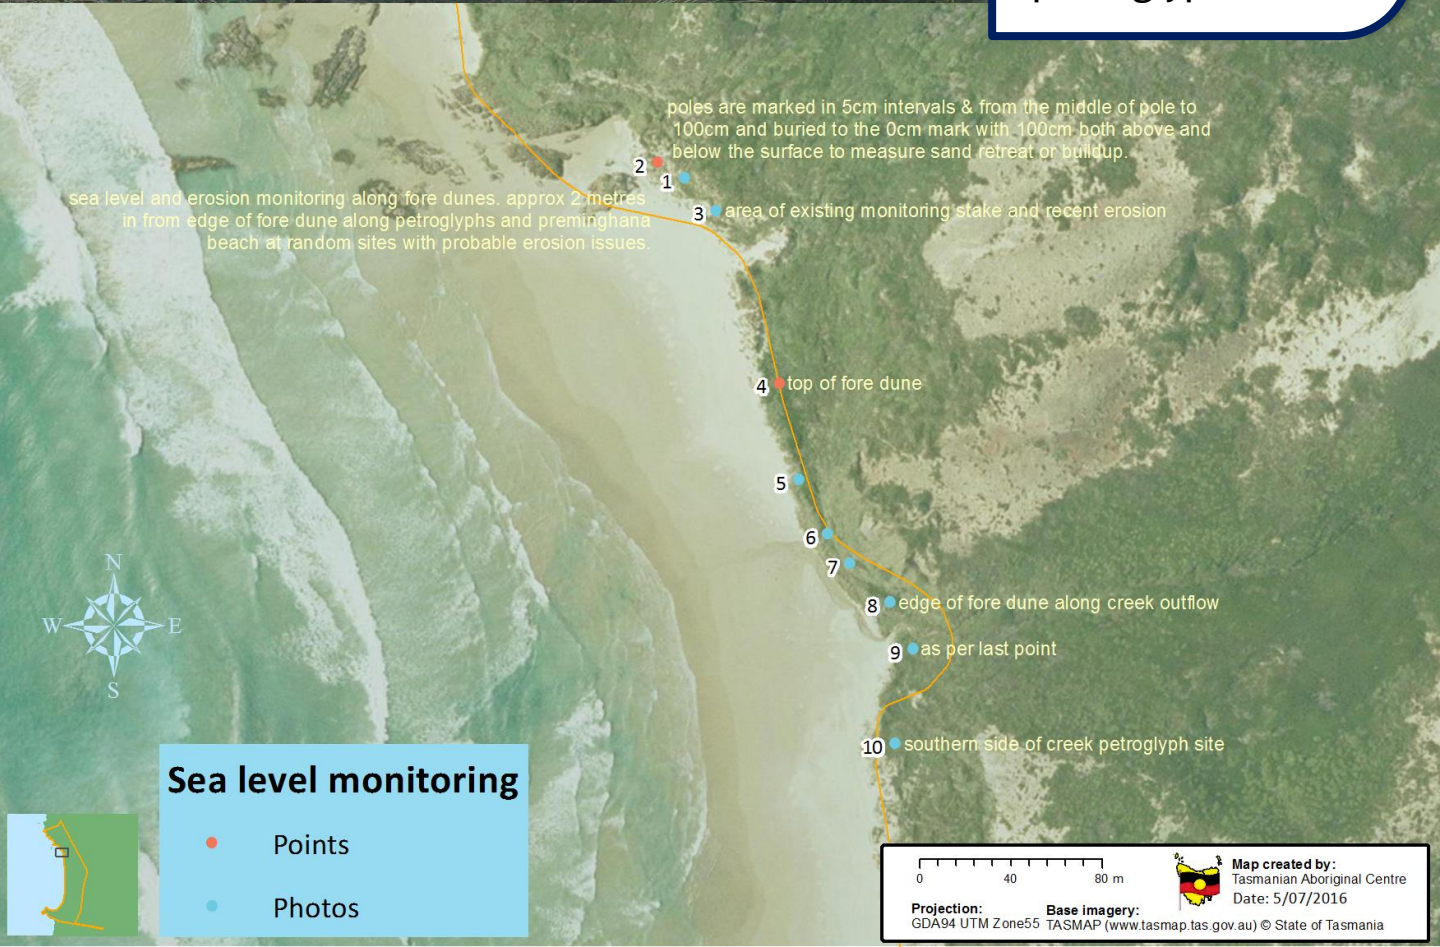 poles are marked in 5cm intervals & from the middle of pole to
100cm and buried to the 0cm mark with 100cm both above and
below the surface to measure sand retreat or buildup.
2
1
sea level and erosion monitoring along fore dunes. approx 2 metres
in from edge of fore dune along petroglyphs and preminghana
beach at random sites with probable erosion issues.
3 area of existing monitoring stake and recent erosion
4 top of fore dune
5
6
7
8 edge of fore dune along creek outflow
9 as per last point
10 southern side of creek petroglyph site
N
W E
S
Sea level monitoring
Points
Photos
0 40 80 m
Projection:
GDA94 UTM Zone55
Base imagery:
TASMAP (www.tasmap.tas.gov.au) © State of Tasmania
Map created by:
Tasmanian Aboriginal Centre
Date: 5/07/2016